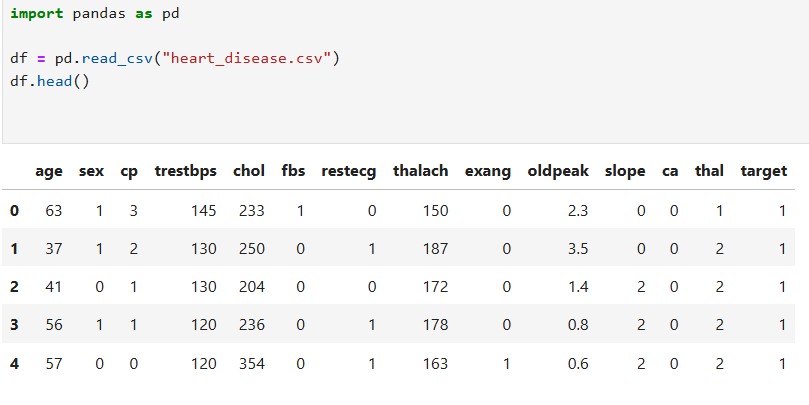 import pandas as pd
df = pd.read_csv("heart_disease.csv")
df.head()
age sex cp trestbps chol fbs restecg thalach exang oldpeak slope ca thal target
0 63 1 3 145 233 1 0 150 0 2.3 0 0 1 1
1 37 1 2 130 250 0 1 187 0 3.5 0 0 2 1
2 41 0 1 130 204 0 0 172 0 1.4 2 0 2 1
3 56 1 1 120 236 0 1 178 0 0.8 2 0 2 1
4 57 0 0 120 354 0 1 163 1 0.6 2 0 2 1